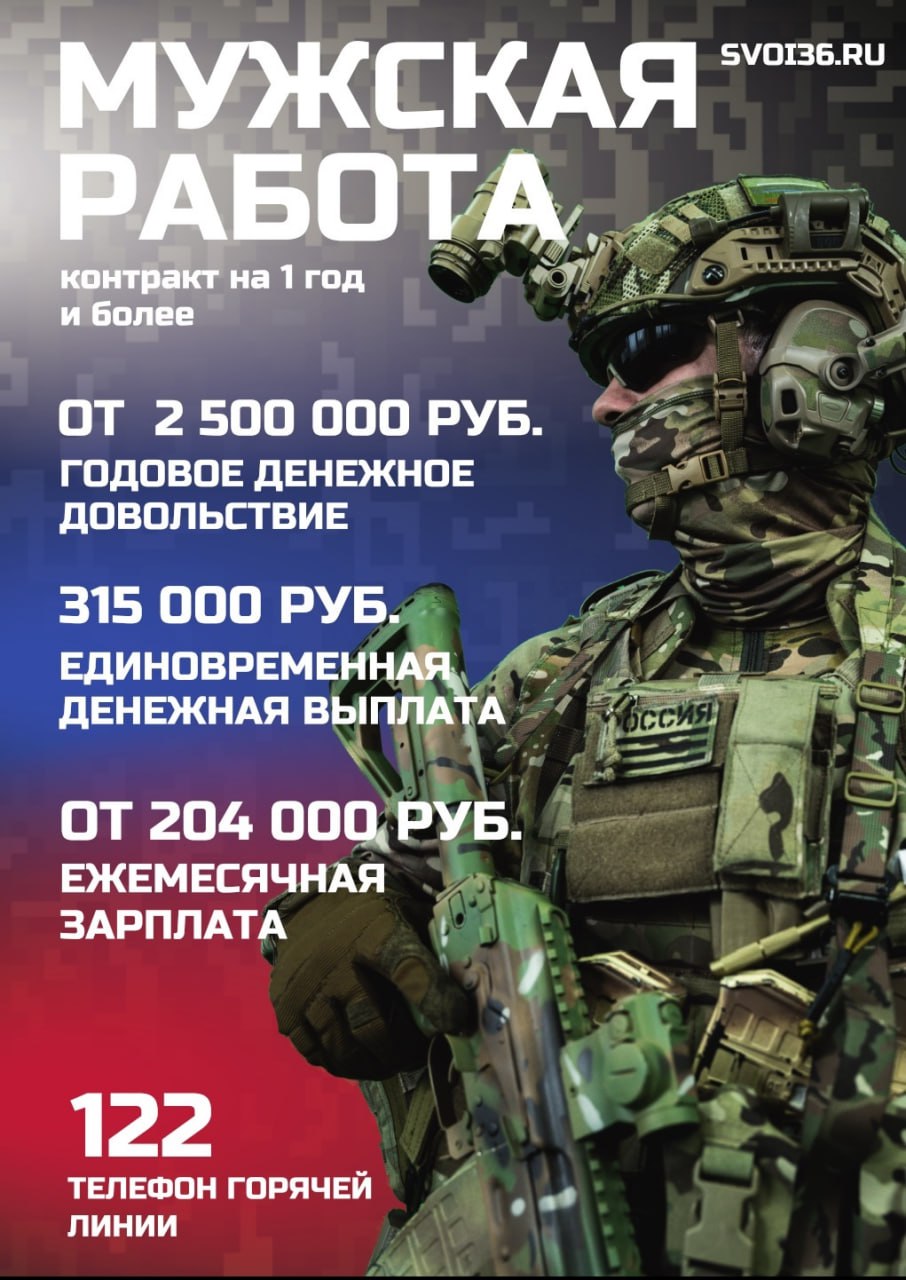 МУЖСКАЯ
SVOI36.RU
РАБОТА
контракт на 1 год
и более
ОТ 2 500 000 РУБ.
ГОДОВОЕ ДЕНЕЖНОЕ
ДОВОЛЬСТВИЕ
315 000 РУБ.
ЕДИНОВРЕМЕННАЯ
ДЕНЕЖНАЯ ВЫПЛАТА
РОССИЯ
ОТ 204 000 РУБ.
ЕЖЕМЕСЯЧНАЯ
ЗАРПЛАТА
122
ТЕЛЕФОН ГОРЯЧЕЙ
ЛИНИИ